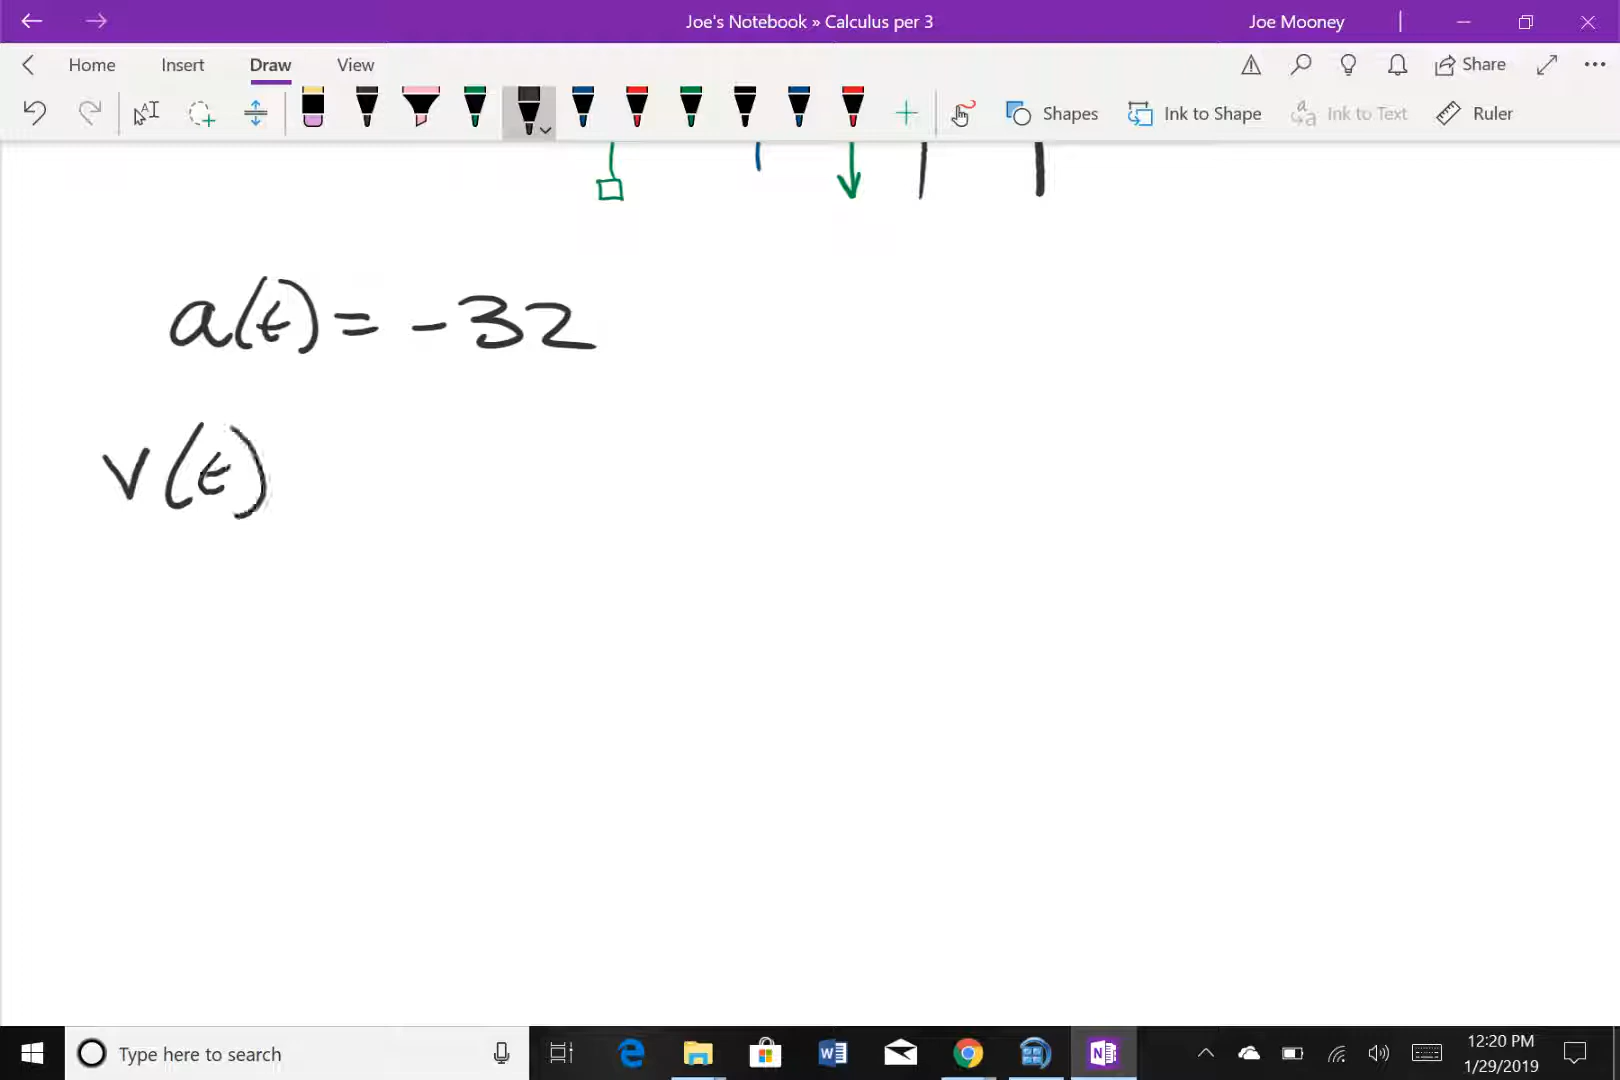 Joe's Notebook » Calculus per 3
Joe Mooney
Home Insert Draw View
Share
Shapes
Ink to Shape
Ink to Text
Ruler
a(t) = -32
v(t)
Type here to search
12:20 PM
1/29/2019